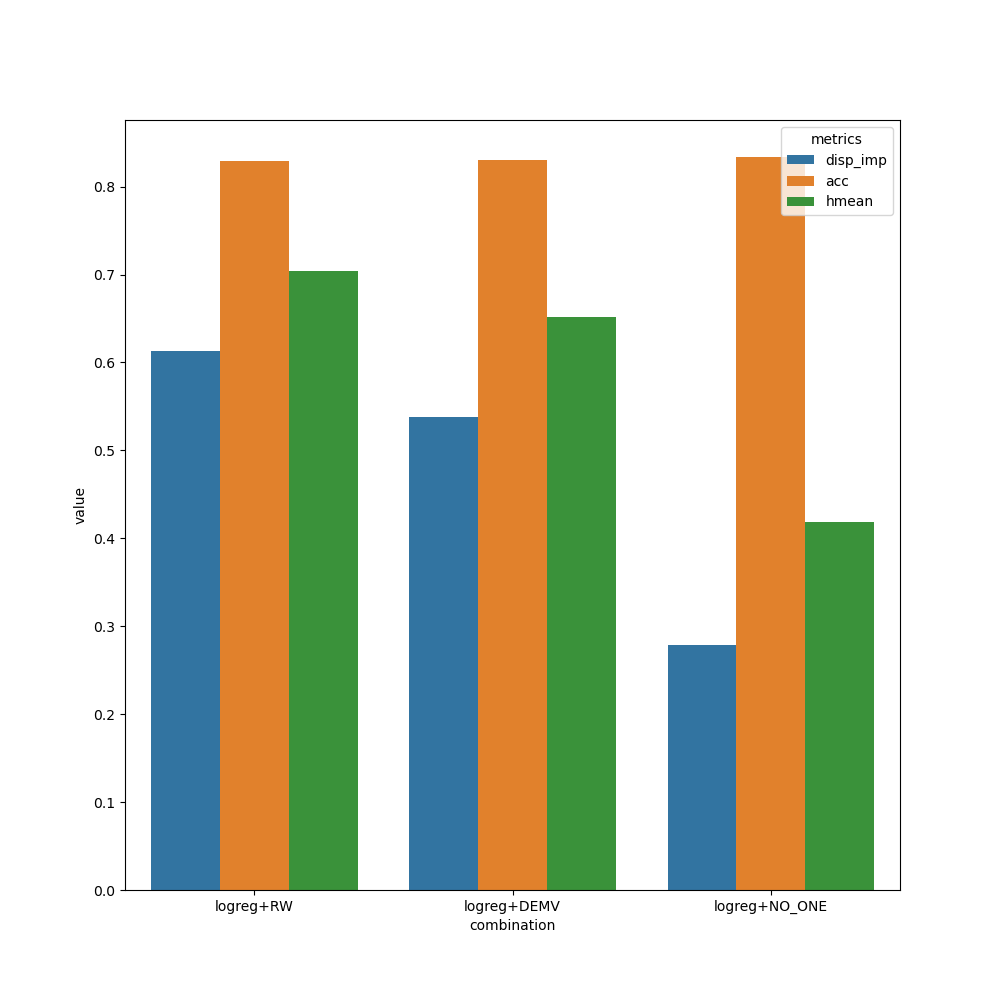 metrics
disp_imp
acc
hmean
0.8
0.7
0.6
0.5
0.4
0.3
0.2
0.1
0.0
value
logreg+RW logreg+DEMV logreg+NO_ONE
combination